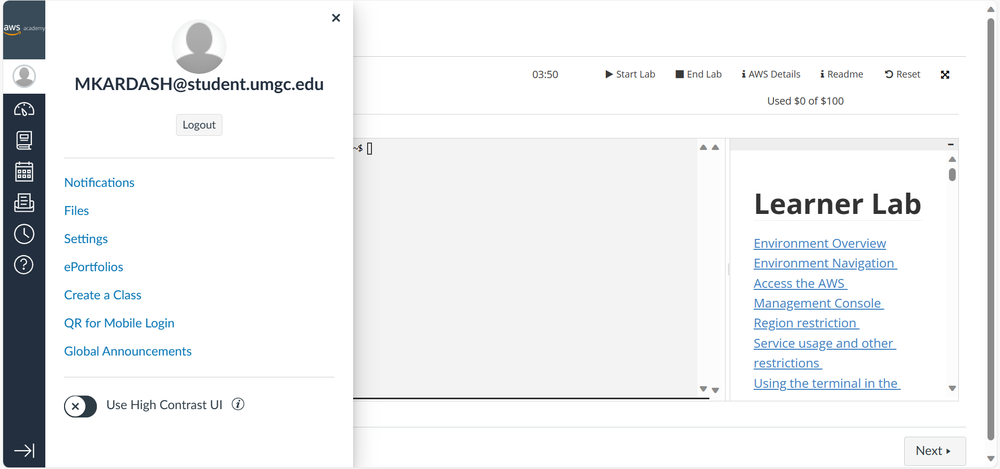 aws academy
MKARDASH@student.umgc.edu
Logout
Notifications
Files
Settings
ePortfolios
Create a Class
QR for Mobile Login
Global Announcements
Use High Contrast UI
03:50
Start Lab
End Lab
AWS Details
Readme
Reset
Used $0 of $100
~$
Learner Lab
Environment Overview
Environment Navigation
Access the AWS
Management Console
Region restriction
Service usage and other
restrictions
Using the terminal in the
Next